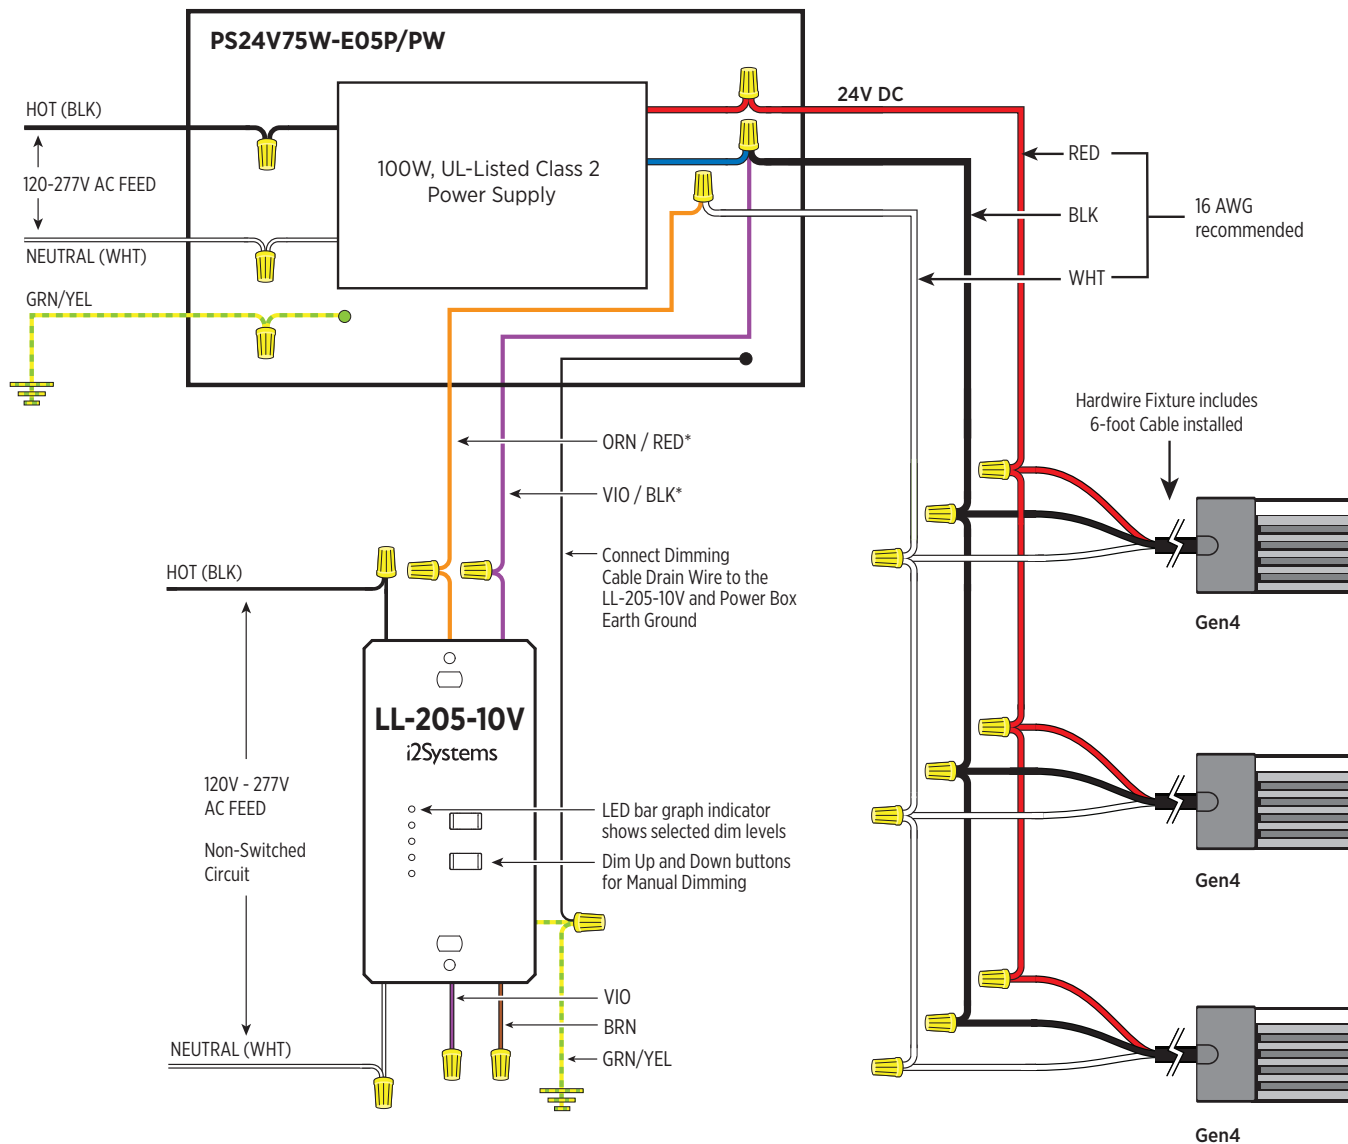 PS24V75W-E05P/PW
HOT (BLK)
120-277V AC FEED
NEUTRAL (WHT)
GRN/YEL
100W, UL-Listed Class 2
Power Supply
24V DC
RED
BLK
WHT
16 AWG
recommended
Hardwire Fixture includes
6-foot Cable installed
ORN / RED*
VIO / BLK*
Connect Dimming
Cable Drain Wire to the
LL-205-10V and Power Box
Earth Ground
HOT (BLK)
120V - 277V
AC FEED
Non-Switched
Circuit
NEUTRAL (WHT)
LL-205-10V
i2Systems
LED bar graph indicator
shows selected dim levels
Dim Up and Down buttons
for Manual Dimming
VIO
BRN
GRN/YEL
Gen4
Gen4
Gen4